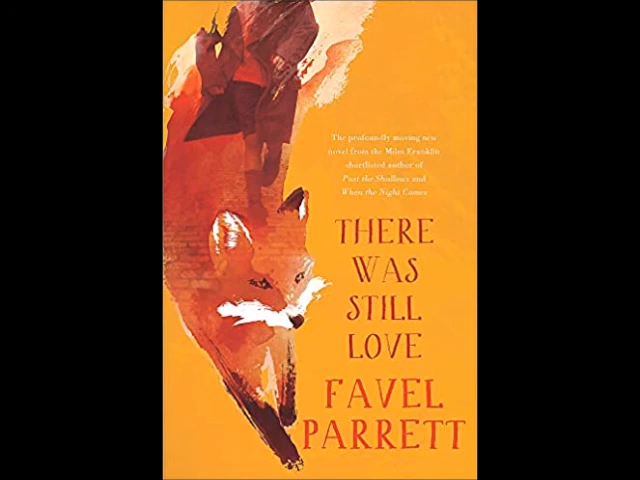 The profoundly moving new
novel from the Miles Franklin
shortlisted author of
Past the Shallows and
When the Night Comes
THERE
WAS
STILL
LOVE
FAVEL
PARRETT